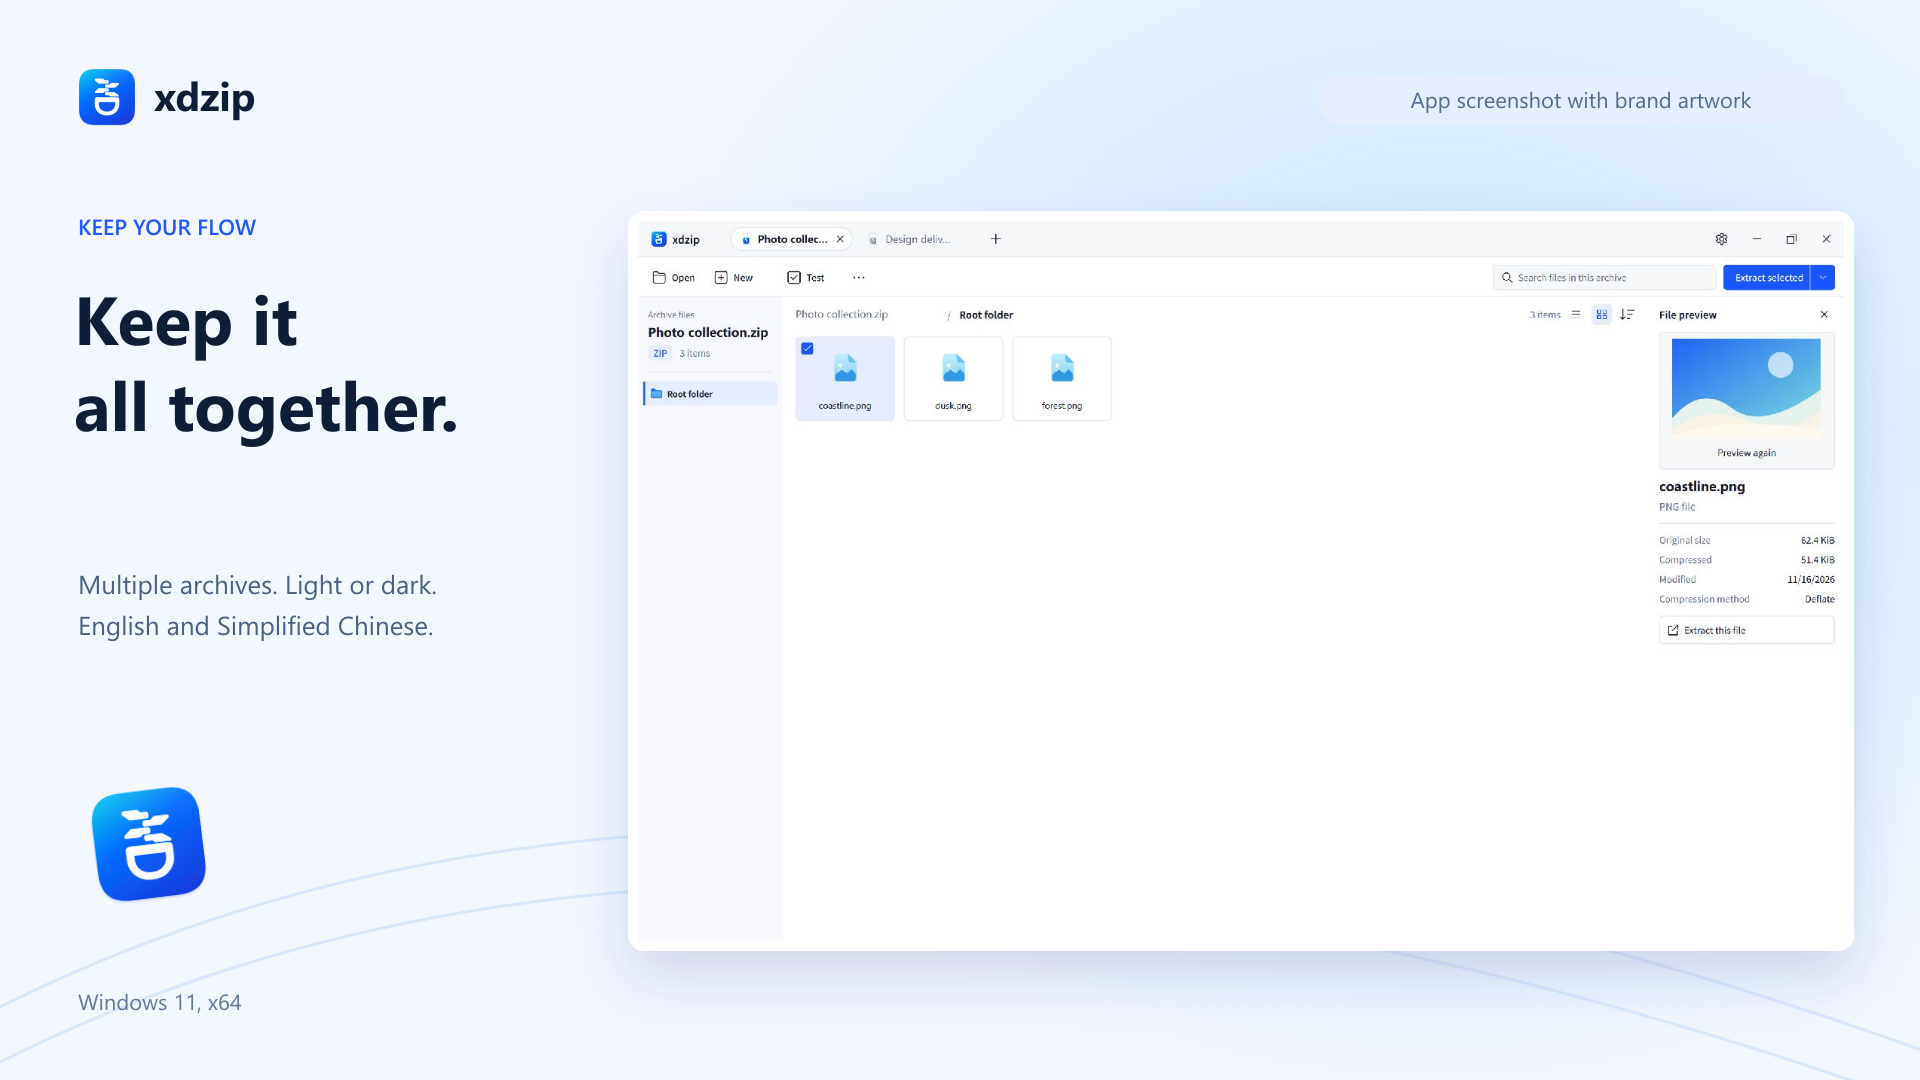 xdzip
App screenshot with brand artwork
KEEP YOUR FLOW
Keep it
all together.
Multiple archives. Light or dark.
English and Simplified Chinese.
Windows 11, x64
xdzip
Photo collec...
Design deliv...
Open
New
Test
Search files in this archive
Extract selected
Archive files
Photo collection.zip
ZIP 3 items
Root folder
Photo collection.zip / Root folder
3 items
coastline.png
dusk.png
forest.png
File preview
Preview again
coastline.png
PNG file
Original size 62.4 KiB
Compressed 51.4 KiB
Modified 11/16/2026
Compression method Deflate
Extract this file